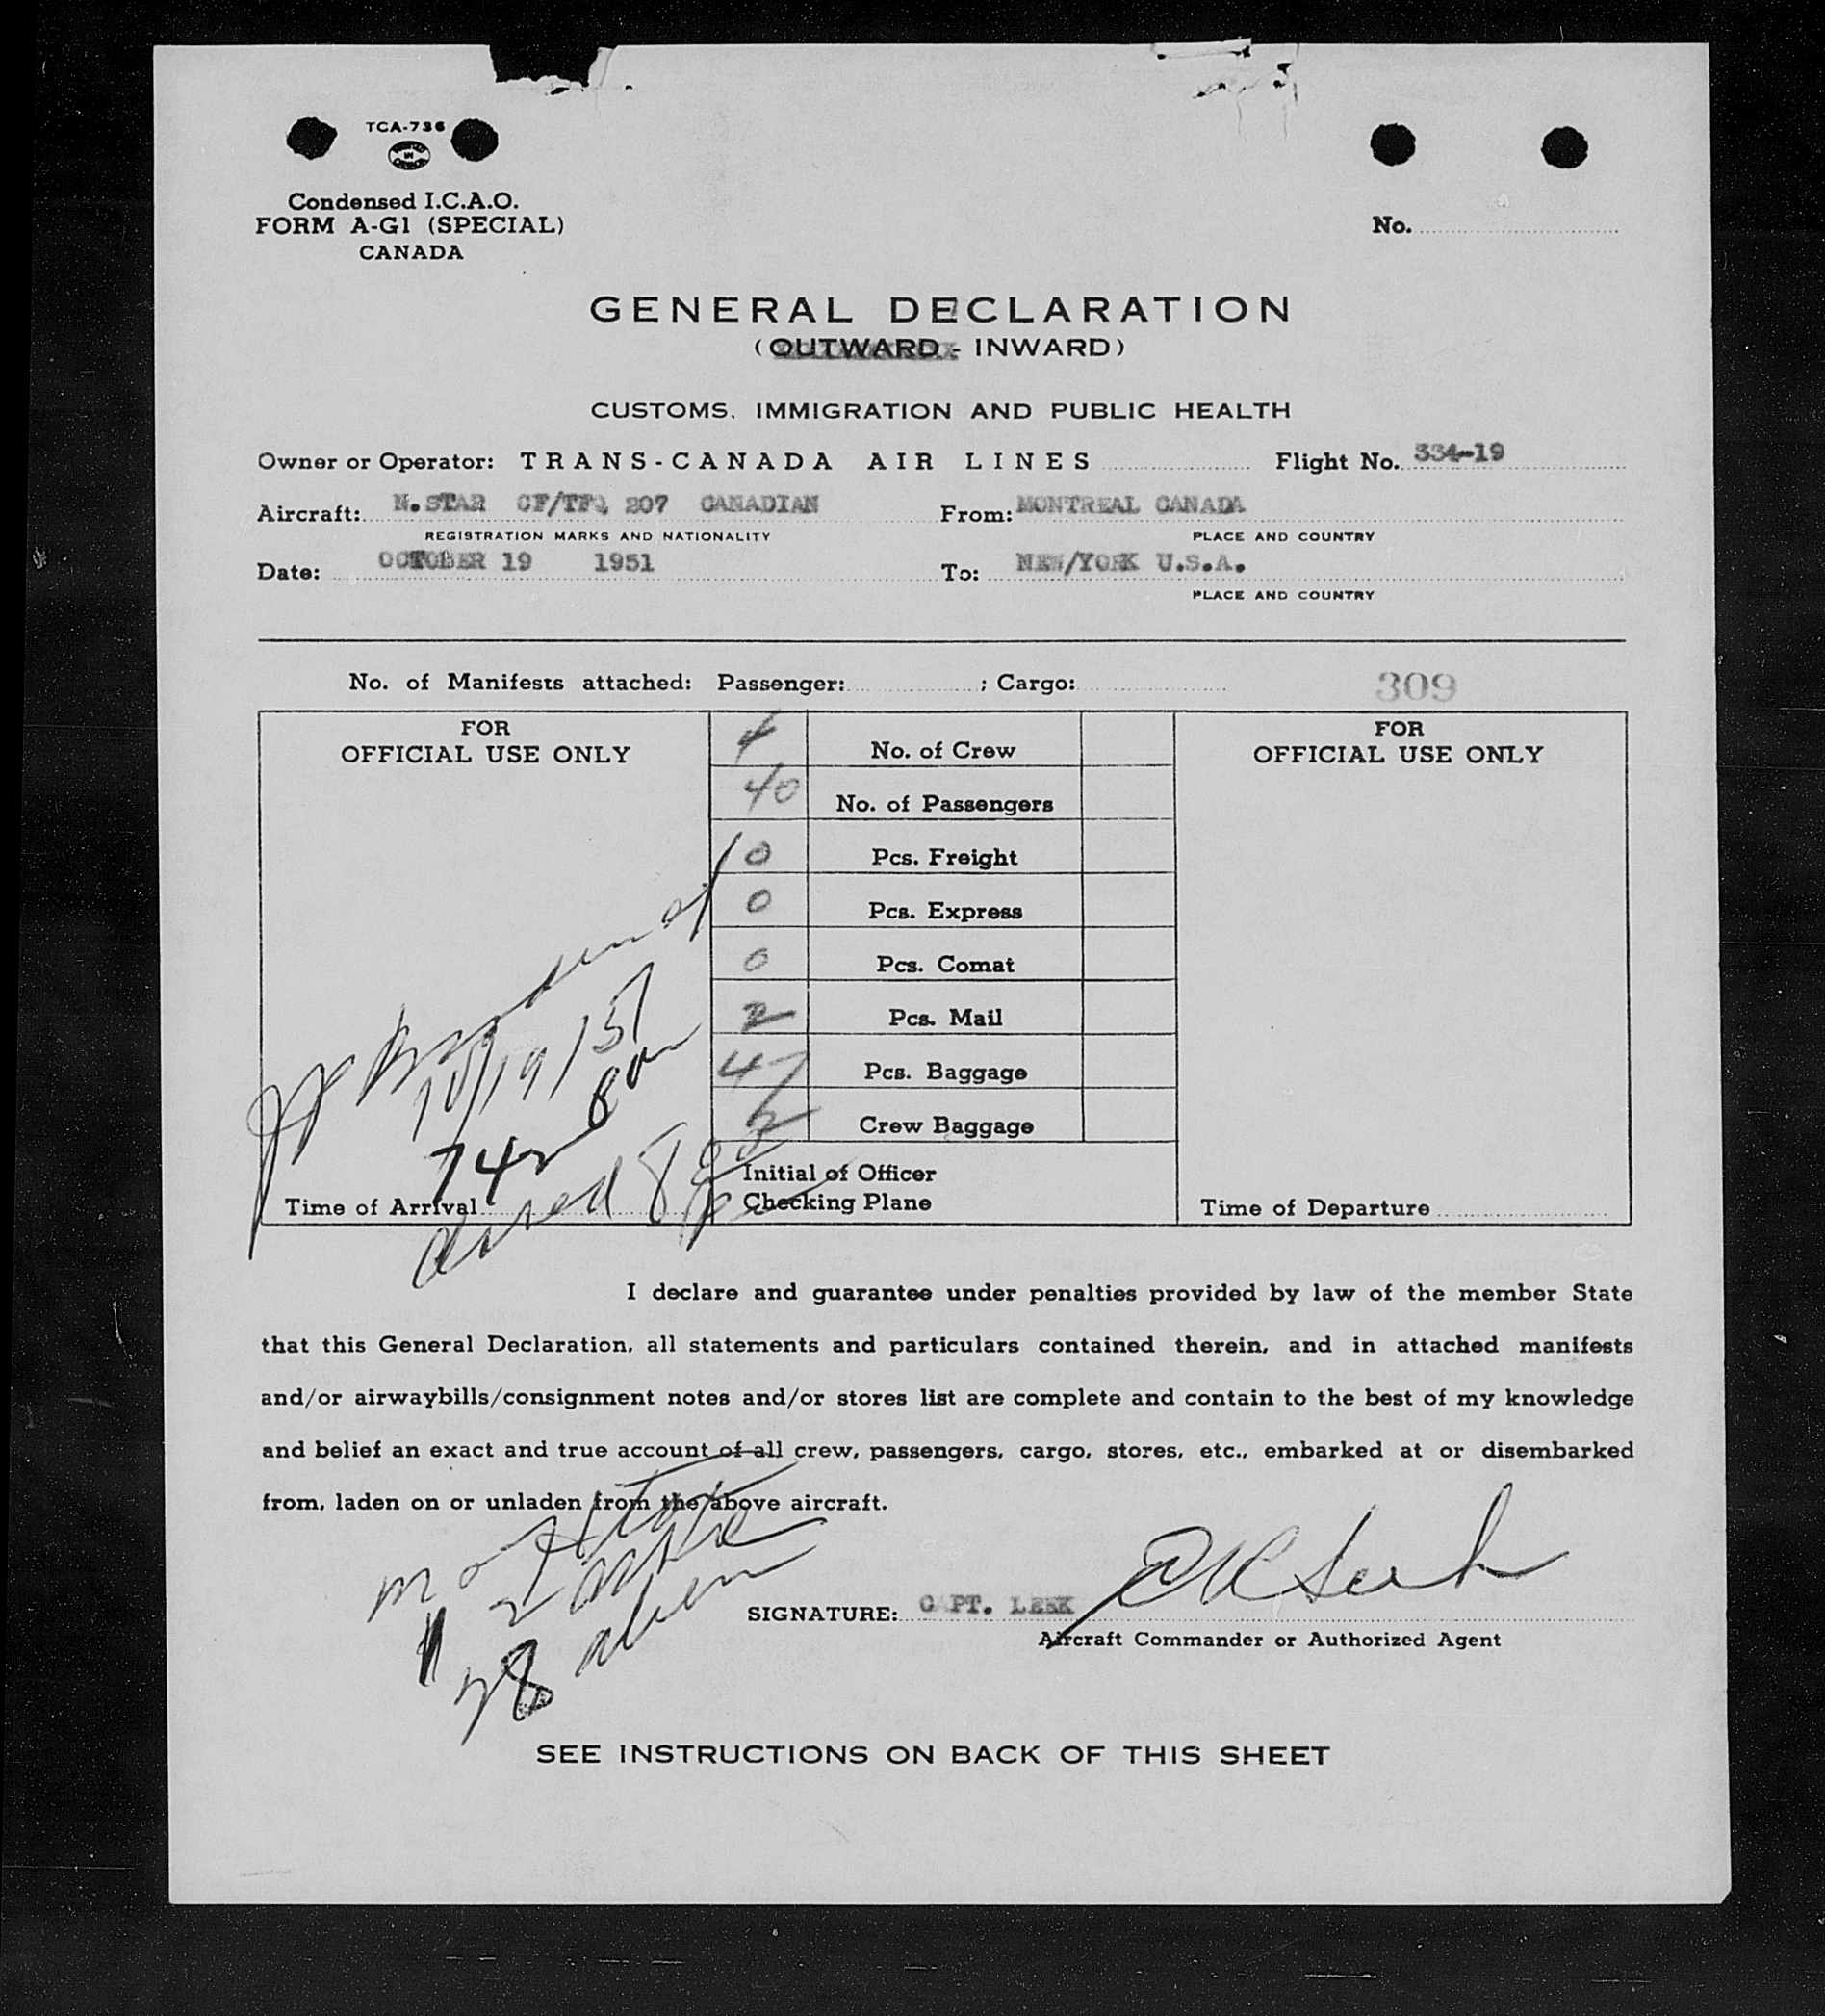 TCA-736
Condensed I.C.A.O.
FORM A-G1 (SPECIAL)
CANADA
No.
GENERAL DECLARATION
(OUTWARD - INWARD)
CUSTOMS, IMMIGRATION AND PUBLIC HEALTH
Owner or Operator: TRANS-CANADA AIR LINES Flight No. 334-19
Aircraft: N.STAR CF/TFQ 207 CANADIAN From: MONTREAL CANADA
REGISTRATION MARKS AND NATIONALITY PLACE AND COUNTRY
Date: OCTOBER 19 1951 To: NEW/YORK U.S.A.
PLACE AND COUNTRY
No. of Manifests attached: Passenger: ; Cargo: 309
FOR
OFFICIAL USE ONLY
4 No. of Crew
40 No. of Passengers
0 Pcs. Freight
0 Pcs. Express
0 Pcs. Comat
2 Pcs. Mail
47 Pcs. Baggage
Crew Baggage
Initial of Officer
Checking Plane
10/19/51
742
Time of Arrival
FOR
OFFICIAL USE ONLY
Time of Departure
I declare and guarantee under penalties provided by law of the member State
that this General Declaration, all statements and particulars contained therein, and in attached manifests
and/or airwaybills/consignment notes and/or stores list are complete and contain to the best of my knowledge
and belief an exact and true account of all crew, passengers, cargo, stores, etc., embarked at or disembarked
from, laden on or unladen from the above aircraft.
28 alien
SIGNATURE: CAPT. LEEK
Aircraft Commander or Authorized Agent
SEE INSTRUCTIONS ON BACK OF THIS SHEET